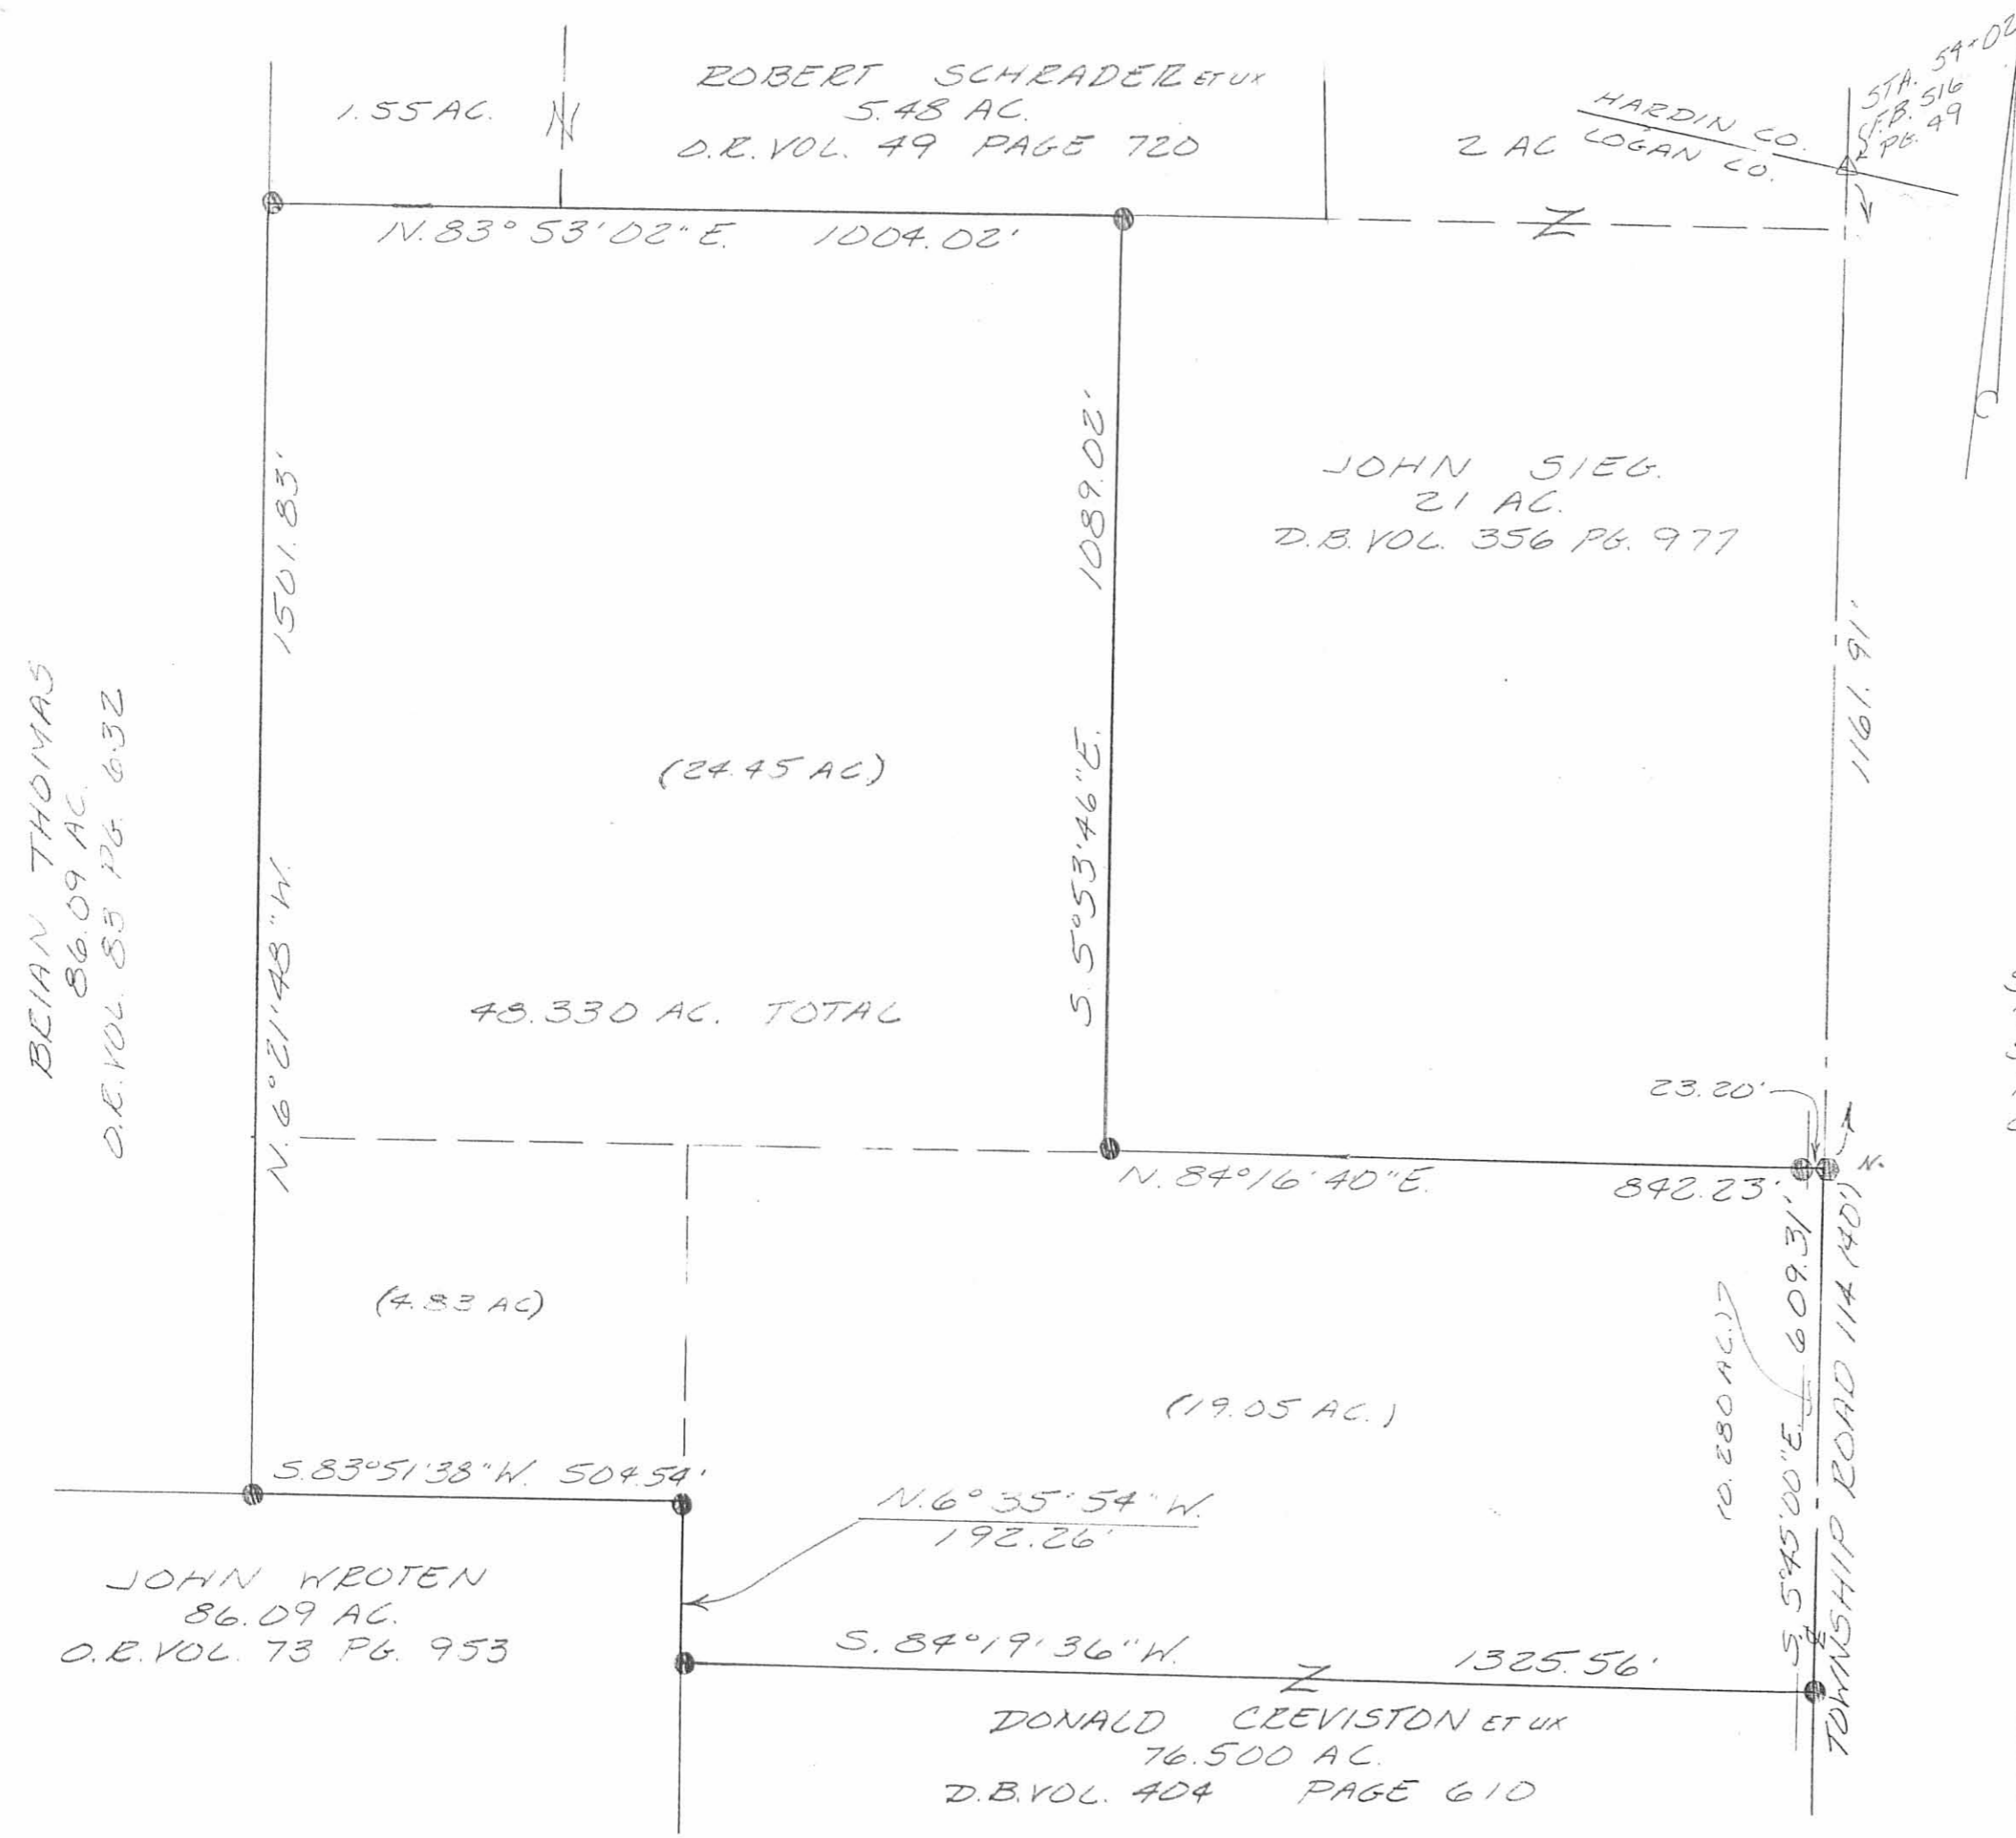 ROBERT SCHRADER ET UX
5.48 AC.
O.R. VOL. 49 PAGE 720
1.55 AC.
2 AC
HARDIN CO.
LOGAN CO.
STA. 54+02
F.B. 516
PG. 49
N. 83° 53' 02" E. 1004.02'
1501.83'
N. 6° 21' 48" W.
1089.02'
S. 5° 53' 46" E.
JOHN SIEG.
21 AC.
D.B. VOL. 356 PG. 977
1161.91'
BRIAN THOMAS
86.09 AC.
O.R. VOL. 83 PG. 632
(24.45 AC)
48.330 AC. TOTAL
23.20'
N. 84° 16' 40" E. 842.23'
N.
(4.83 AC)
(19.05 AC.)
(0.280 AC.)
S. 5° 45' 00" E. 609.31'
TOWNSHIP ROAD 114 (40')
S. 83° 51' 38" W. 504.54'
N. 6° 35' 54" W.
192.26'
JOHN WROTEN
86.09 AC.
O.R. VOL. 73 PG. 953
S. 84° 19' 36" W. 1325.56'
DONALD CREVISTON ET UX
76.500 AC.
D.B. VOL. 404 PAGE 610